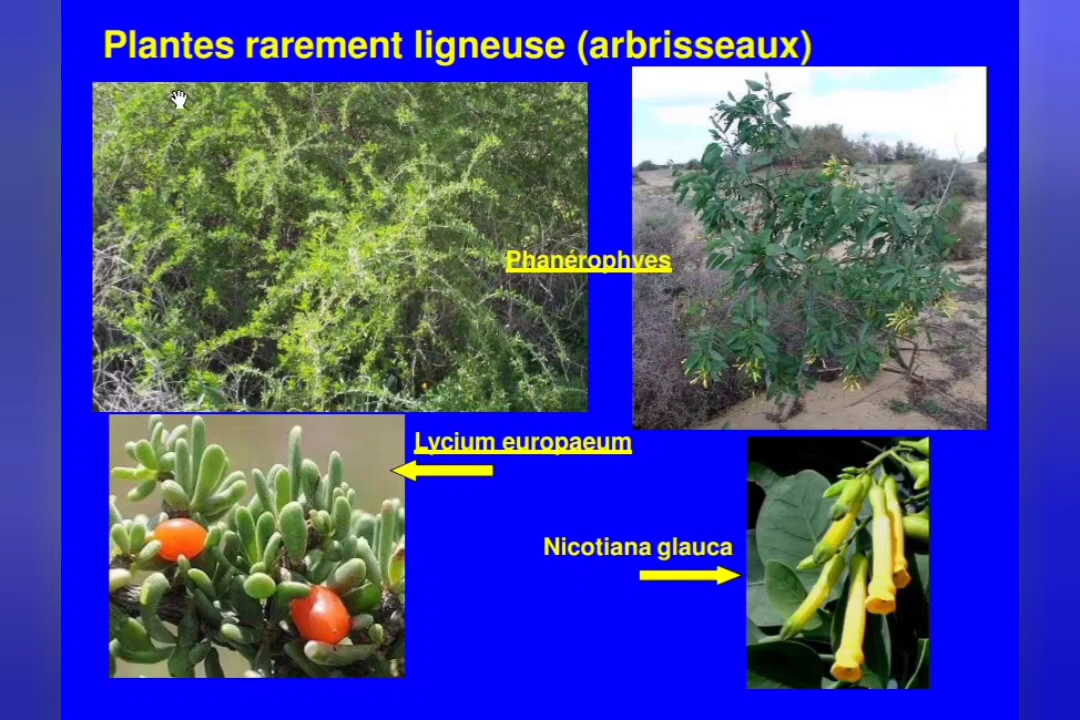 Plantes rarement ligneuse (arbrisseaux)
Phanérophyes
Lycium europaeum
Nicotiana glauca